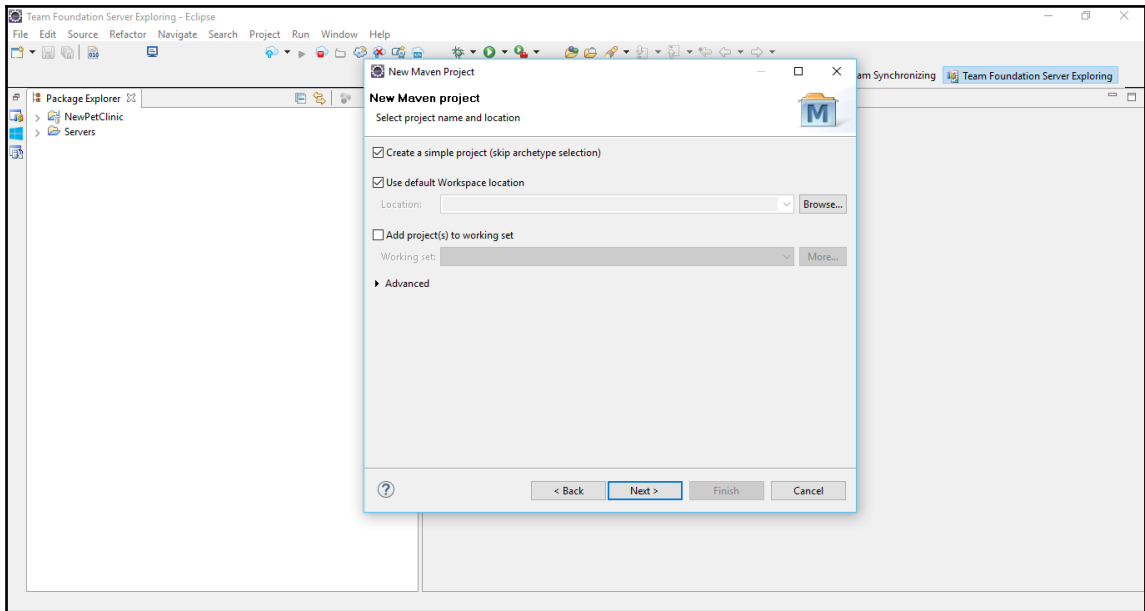 Team Foundation Server Exploring - Eclipse
File Edit Source Refactor Navigate Search Project Run Window Help
New Maven Project
am Synchronizing Team Foundation Server Exploring
Package Explorer
New Maven project
Select project name and location
M
NewPetClinic
Servers
Create a simple project (skip archetype selection)
Use default Workspace location
Location: Browse...
Add project(s) to working set
Working set: More...
Advanced
? < Back Next > Finish Cancel